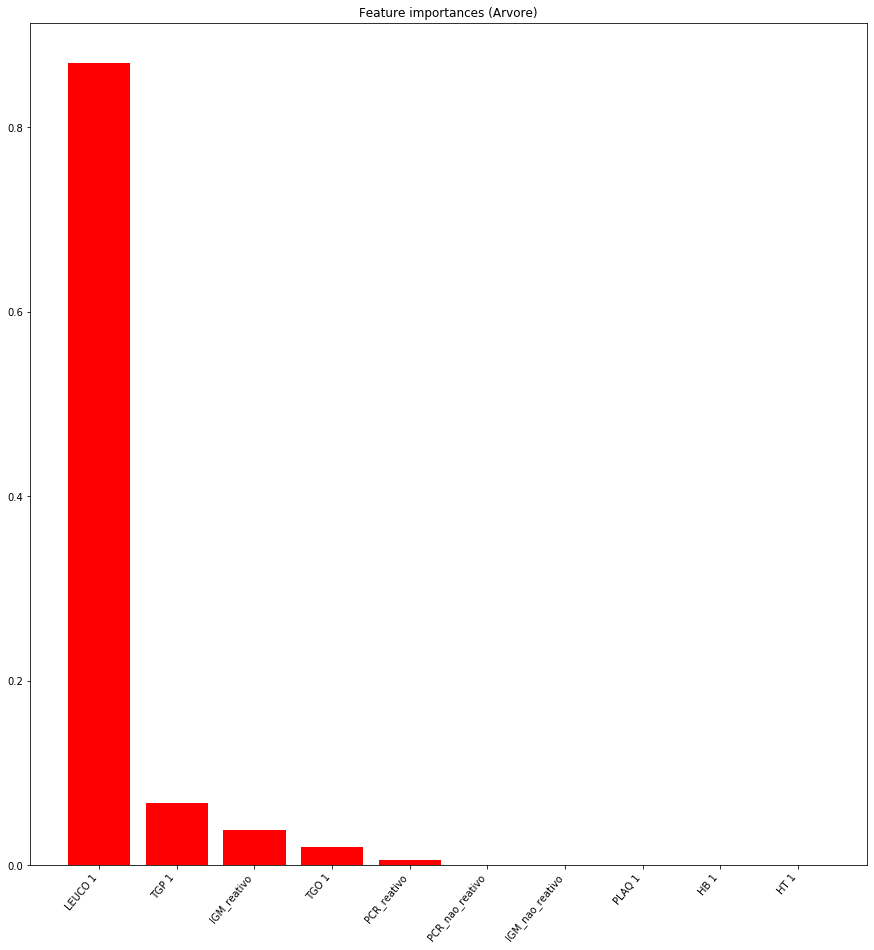 Feature importances (Arvore)
0.8
0.6
0.4
0.2
0.0
LEUCO 1
TGP 1
IGM_reativo
TGO 1
PCR_reativo
PCR_nao_reativo
IGM_nao_reativo
PLAQ 1
HB 1
HT 1